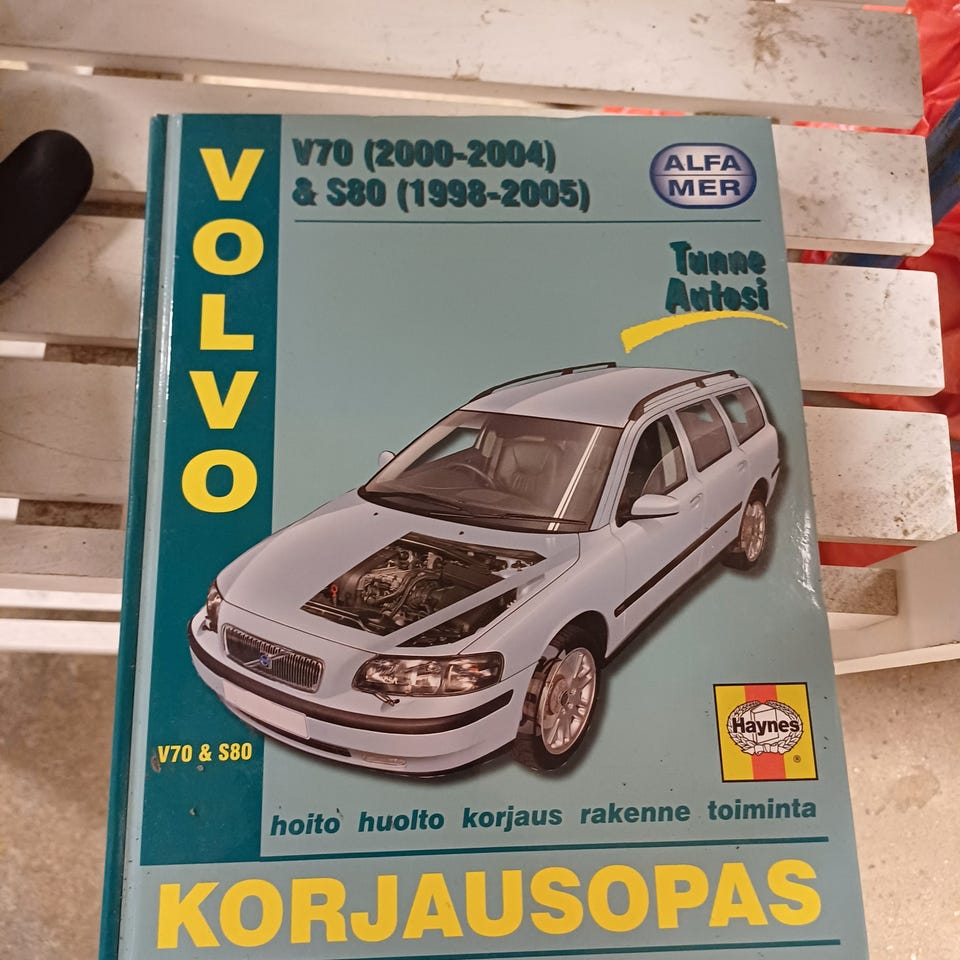 VOLVO
V70 (2000-2004)
& S80 (1998-2005)
ALFA
MER
Tunne
Autosi
Haynes
®
V70 & S80
hoito huolto korjaus rakenne toiminta
KORJAUSOPAS